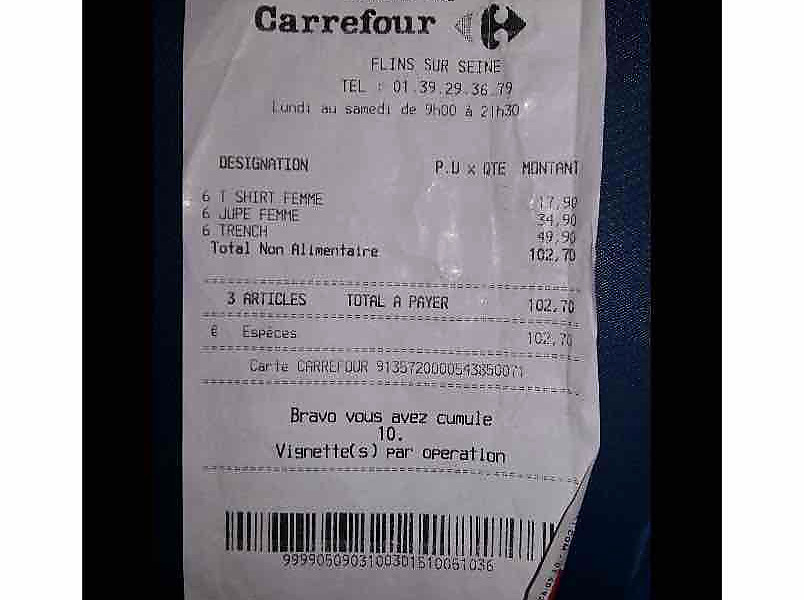 Carrefour
FLINS SUR SEINE
TEL : 01.39.29.36.79
Lundi au samedi de 9h00 à 21h30
DESIGNATION P.U x QTE MONTANT
6 T SHIRT FEMME 17,90
6 JUPE FEMME 34,90
6 TRENCH 49,90
Total Non Alimentaire 102,70
3 ARTICLES TOTAL A PAYER 102,70
€ Espèces 102,70
Carte CARREFOUR 9135720000543850071
Bravo vous avez cumule
10.
Vignette(s) par operation
9999050903100301510061036